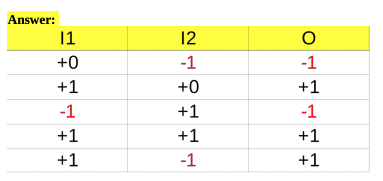 Answer:
I1 I2 O
+0 -1 -1
+1 +0 +1
-1 +1 -1
+1 +1 +1
+1 -1 +1